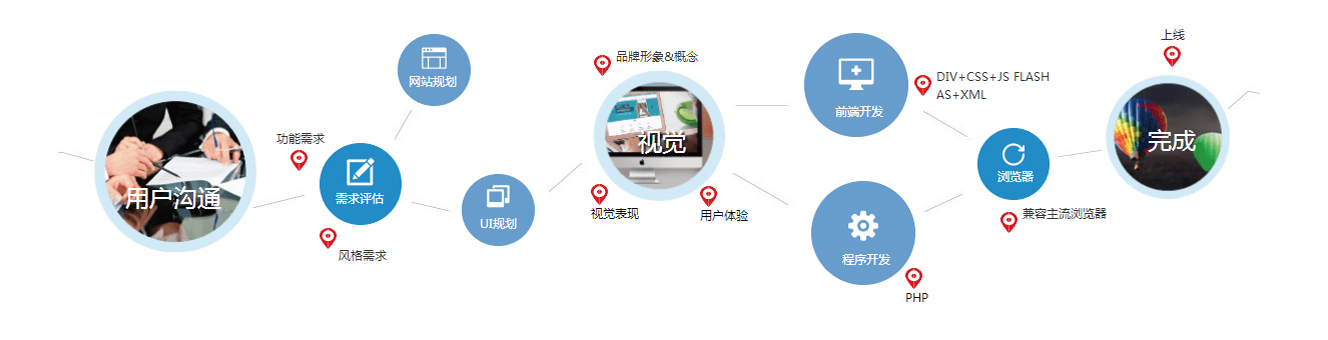 用户沟通
功能需求
需求评估
风格需求
网站规划
UI规划
品牌形象&概念
视觉
视觉表现
用户体验
前端开发
DIV+CSS+JS FLASH
AS+XML
程序开发
PHP
浏览器
兼容主流浏览器
上线
完成